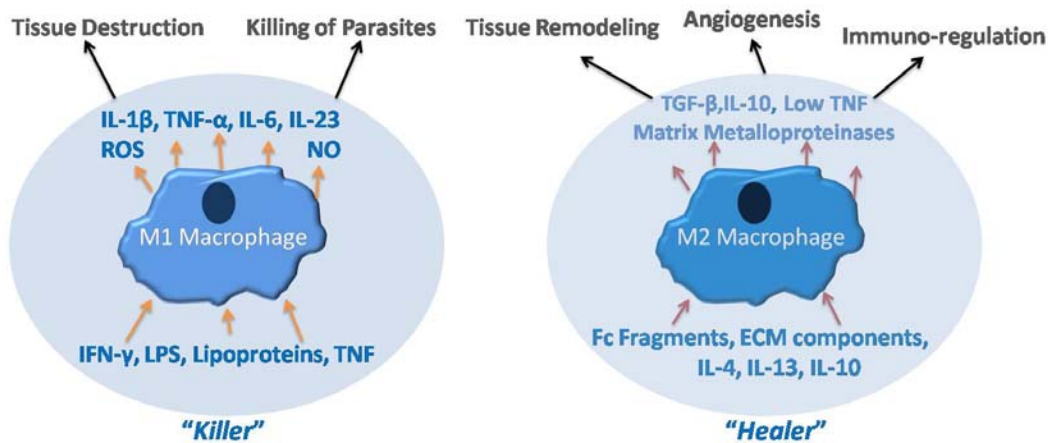 Tissue Destruction
Killing of Parasites
IL-1β, TNF-α, IL-6, IL-23
ROS
NO
M1 Macrophage
IFN-γ, LPS, Lipoproteins, TNF
“Killer”
Tissue Remodeling
Angiogenesis
Immuno-regulation
TGF-β,IL-10, Low TNF
Matrix Metalloproteinases
M2 Macrophage
Fc Fragments, ECM components,
IL-4, IL-13, IL-10
“Healer”